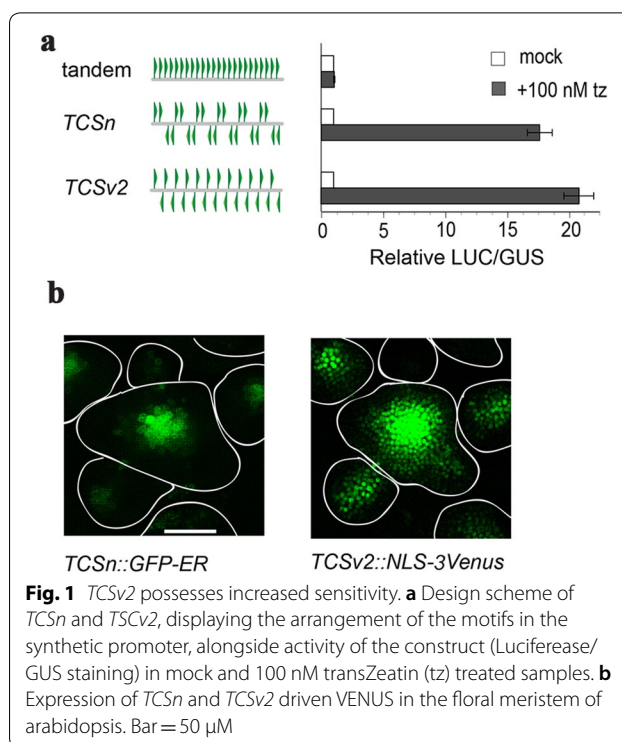 a
mock
+100 nM tz
tandem
TCSn
TCSv2
0 5 10 15 20
Relative LUC/GUS
b
TCSn::GFP-ER
TCSv2::NLS-3Venus
Fig. 1 TCSv2 possesses increased sensitivity. a Design scheme of
TCSn and TSCv2, displaying the arrangement of the motifs in the
synthetic promoter, alongside activity of the construct (Luciferease/
GUS staining) in mock and 100 nM transZeatin (tz) treated samples. b
Expression of TCSn and TCSv2 driven VENUS in the floral meristem of
arabidopsis. Bar = 50 μM